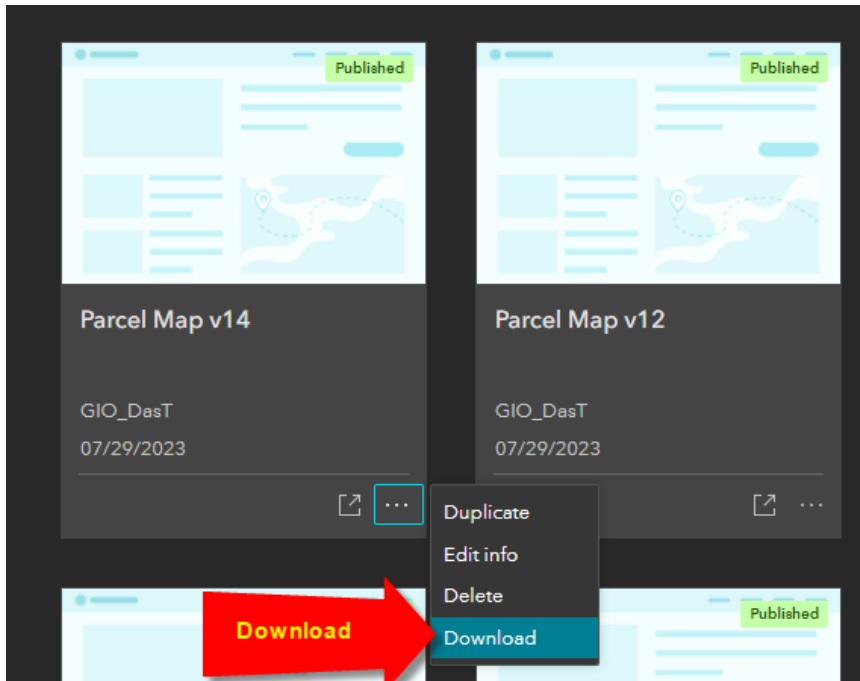 Published
Published
Parcel Map v14
Parcel Map v12
GIO_DasT
GIO_DasT
07/29/2023
07/29/2023
Duplicate
Edit info
Delete
Download
Download
Published